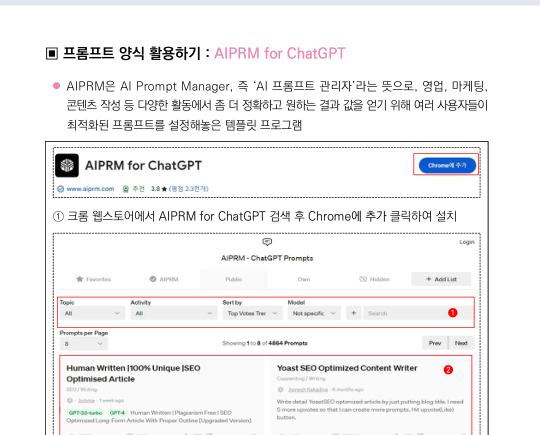 ▣ 프롬프트 양식 활용하기 : AIPRM for ChatGPT
● AIPRM은 AI Prompt Manager, 즉 ‘AI 프롬프트 관리자’라는 뜻으로, 영업, 마케팅,
콘텐츠 작성 등 다양한 활동에서 좀 더 정확하고 원하는 결과 값을 얻기 위해 여러 사용자들이
최적화된 프롬프트를 설정해놓은 템플릿 프로그램
AIPRM for ChatGPT
Chrome에 추가
www.aiprm.com 추천 3.8 ★ (평점 2.3천개)
① 크롬 웹스토어에서 AIPRM for ChatGPT 검색 후 Chrome에 추가 클릭하여 설치
Login
AIPRM - ChatGPT Prompts
Favorites AIPRM Public Own Hidden + Add List
Topic Activity Sort by Model
All All Top Votes Trer Not specific + Search 1
Prompts per Page
8 Showing 1 to 8 of 4864 Prompts Prev Next
Human Written |100% Unique |SEO
Optimised Article
SEO / Writing
Jumma · 1 week ago
GPT-3.5-turbo GPT-4 Human Written | Plagiarism Free | SEO
Optimized Long-Form Article With Proper Outline [Upgraded Version]
Yoast SEO Optimized Content Writer 2
Copywriting / Writing
Jignesh Kakadiya · 6 months ago
Write detail YoastSEO optimized article by just putting blog title. I need
5 more upvotes so that I can create more prompts. Hit upvote(Like)
button.